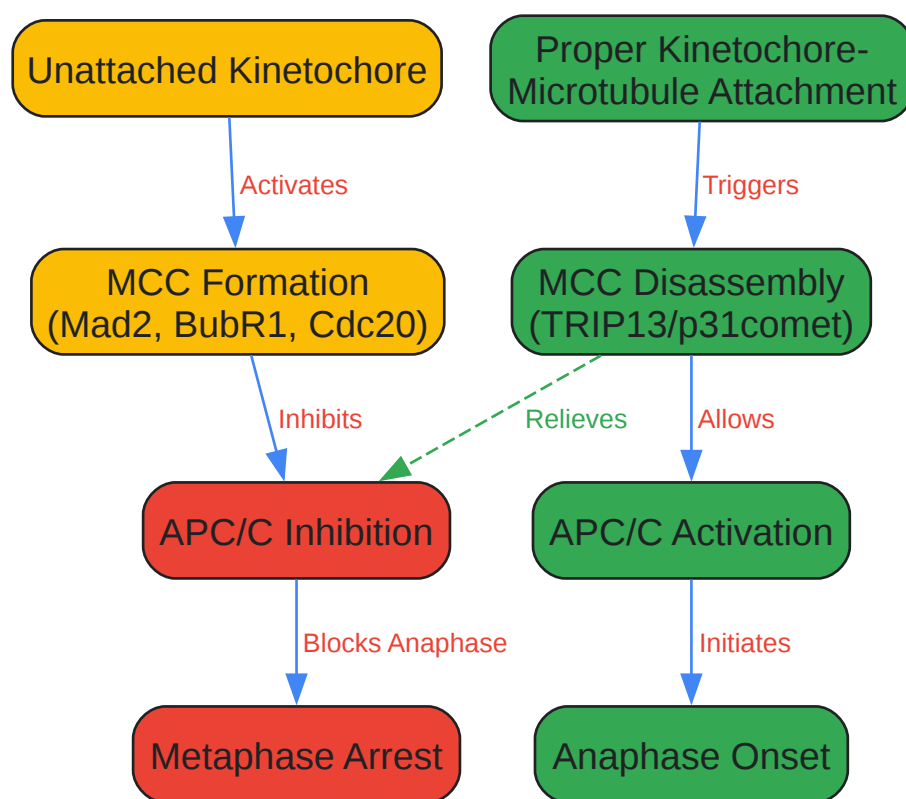 Unattached Kinetochore
Proper Kinetochore-
Microtubule Attachment
Activates
Triggers
MCC Formation
(Mad2, BubR1, Cdc20)
MCC Disassembly
(TRIP13/p31comet)
Inhibits
Relieves
Allows
APC/C Inhibition
APC/C Activation
Blocks Anaphase
Initiates
Metaphase Arrest
Anaphase Onset